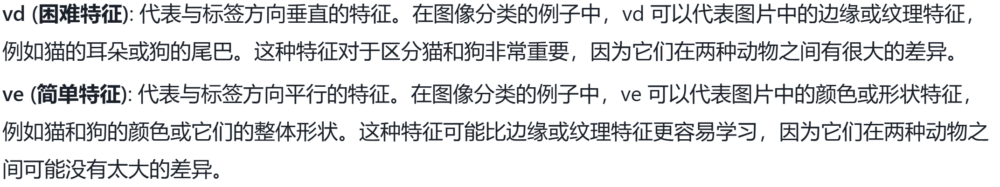 vd (困难特征): 代表与标签方向垂直的特征。在图像分类的例子中，vd 可以代表图片中的边缘或纹理特征，
例如猫的耳朵或狗的尾巴。这种特征对于区分猫和狗非常重要，因为它们在两种动物之间有很大的差异。
ve (简单特征): 代表与标签方向平行的特征。在图像分类的例子中，ve 可以代表图片中的颜色或形状特征，
例如猫和狗的颜色或它们的整体形状。这种特征可能比边缘或纹理特征更容易学习，因为它们在两种动物之
间可能没有太大的差异。